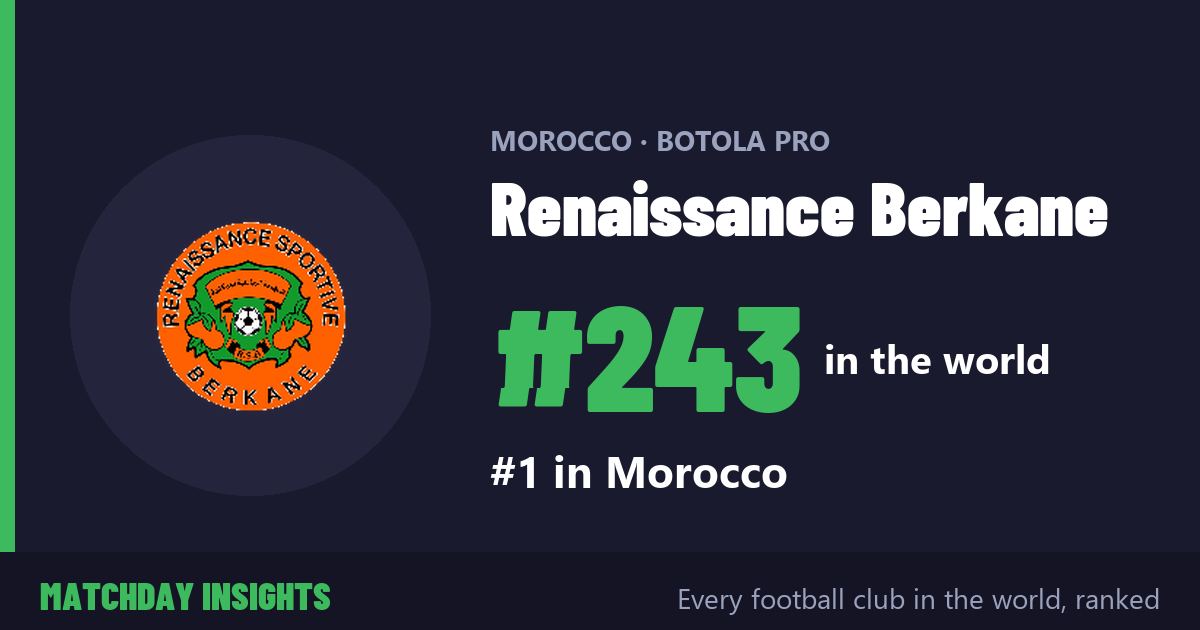 MOROCCO · BOTOLA PRO
Renaissance Berkane
RENAISSANCE SPORTIVE
BERKANE
#243 in the world
#1 in Morocco
MATCHDAY INSIGHTS
Every football club in the world, ranked